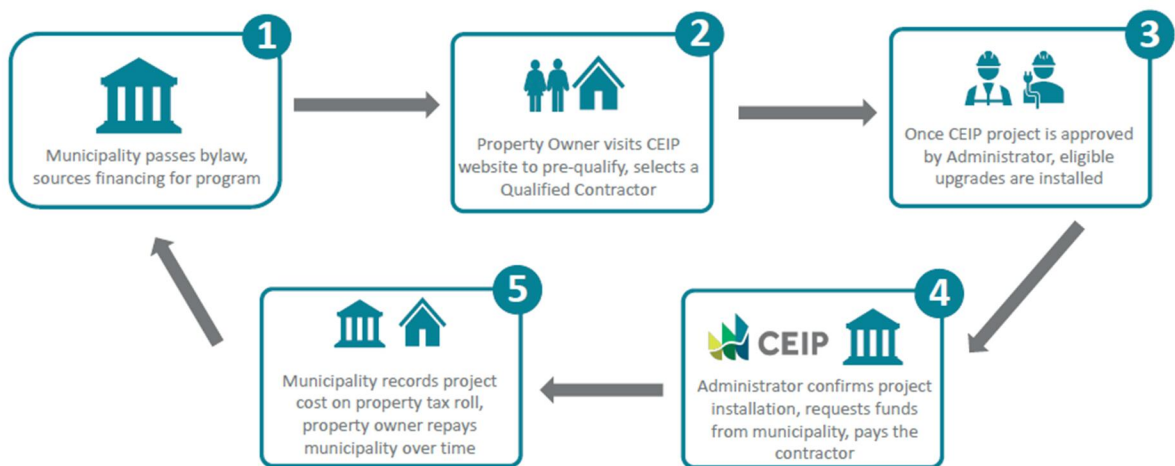 1
Municipality passes bylaw,
sources financing for program
2
Property Owner visits CEIP
website to pre-qualify, selects a
Qualified Contractor
3
Once CEIP project is approved
by Administrator, eligible
upgrades are installed
4
CEIP
Administrator confirms project
installation, requests funds
from municipality, pays the
contractor
5
Municipality records project
cost on property tax roll,
property owner repays
municipality over time